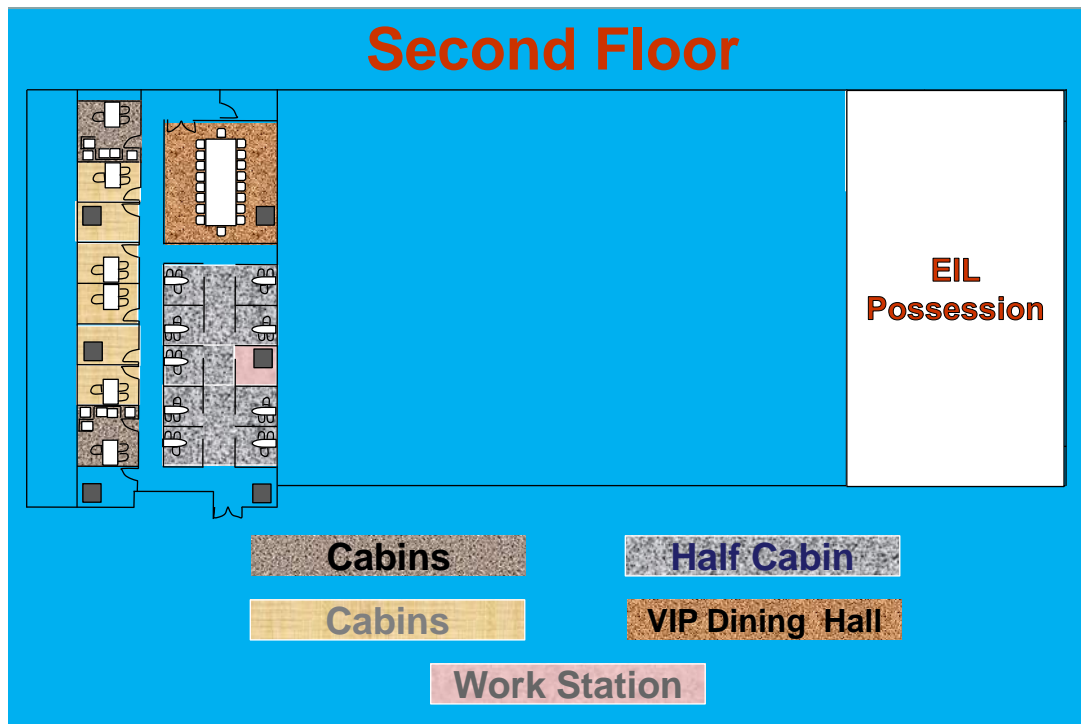 Second Floor
EIL
Possession
Cabins
Half Cabin
Cabins
VIP Dining Hall
Work Station